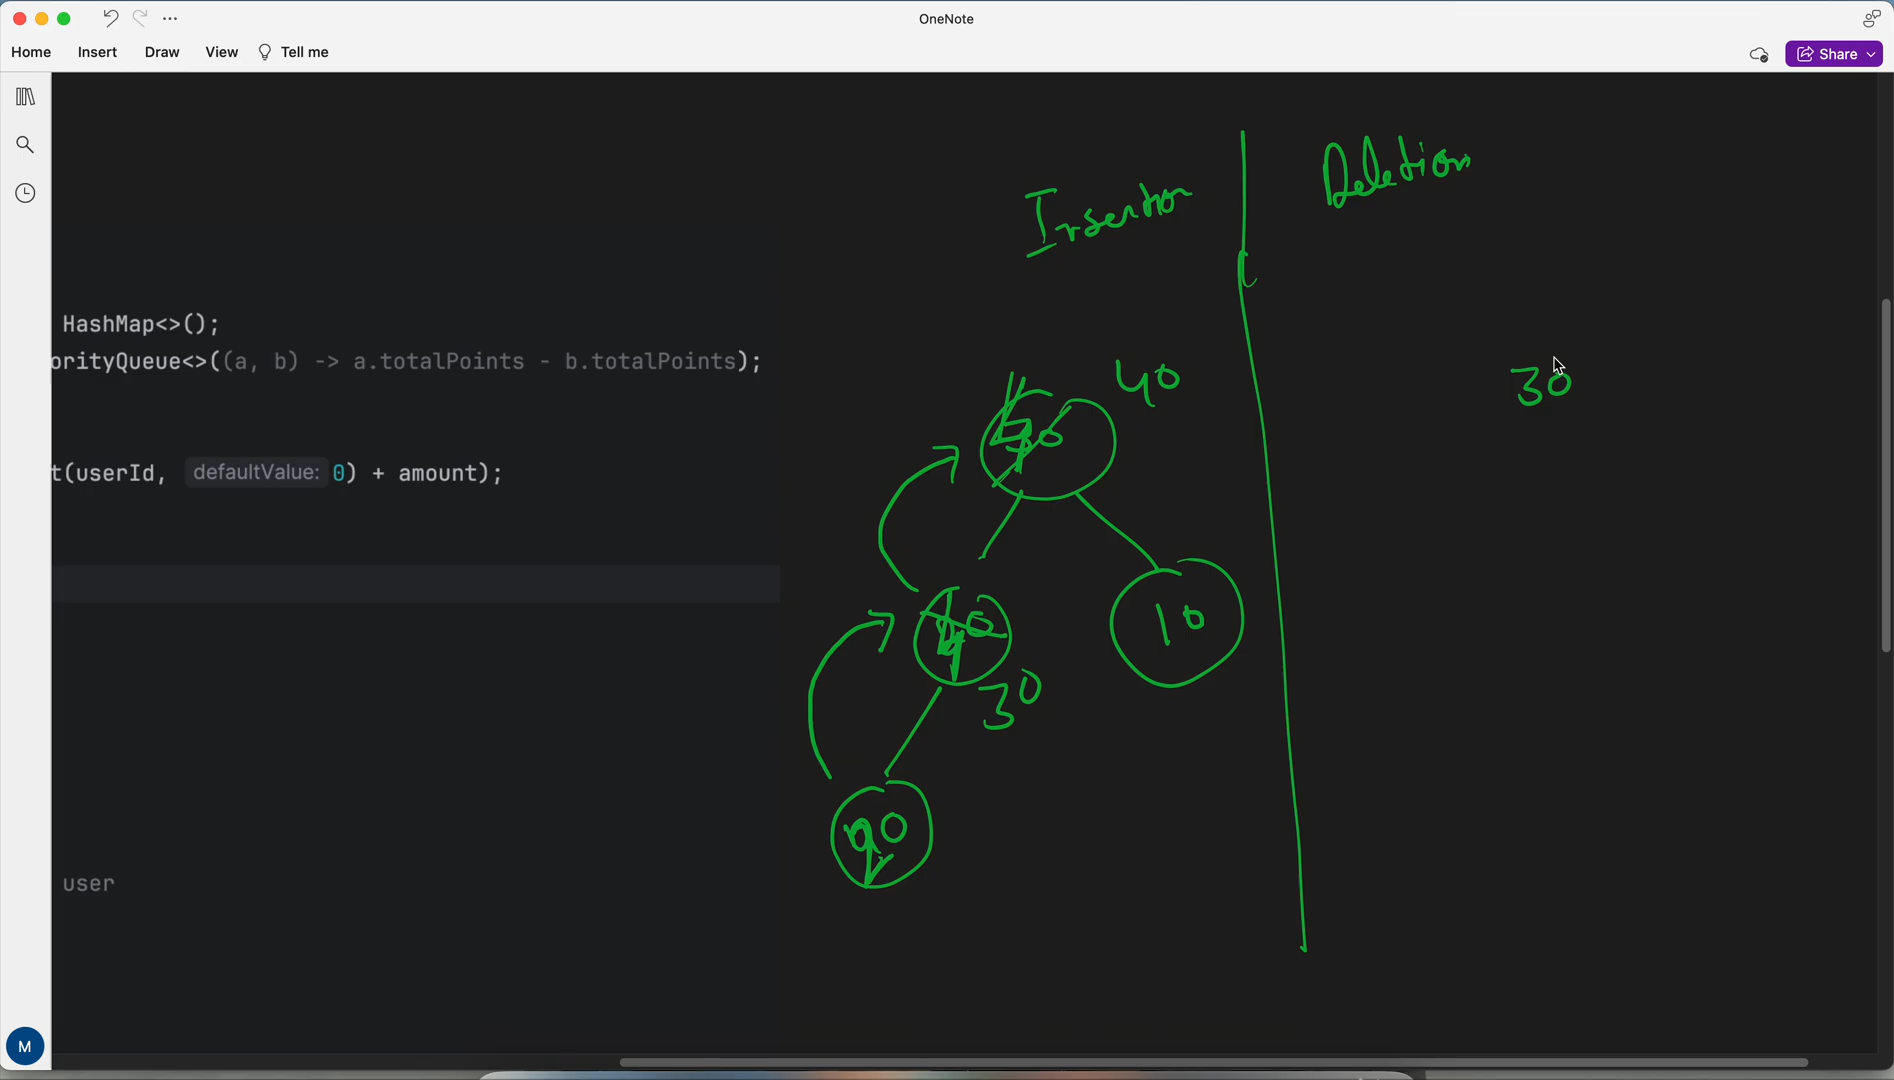 OneNote
Home Insert Draw View Tell me Share
Insertion
Deletion
HashMap<>();
orityQueue<>((a, b) -> a.totalPoints - b.totalPoints);
40
30
t(userId, defaultValue: 0) + amount);
10
30
user
M